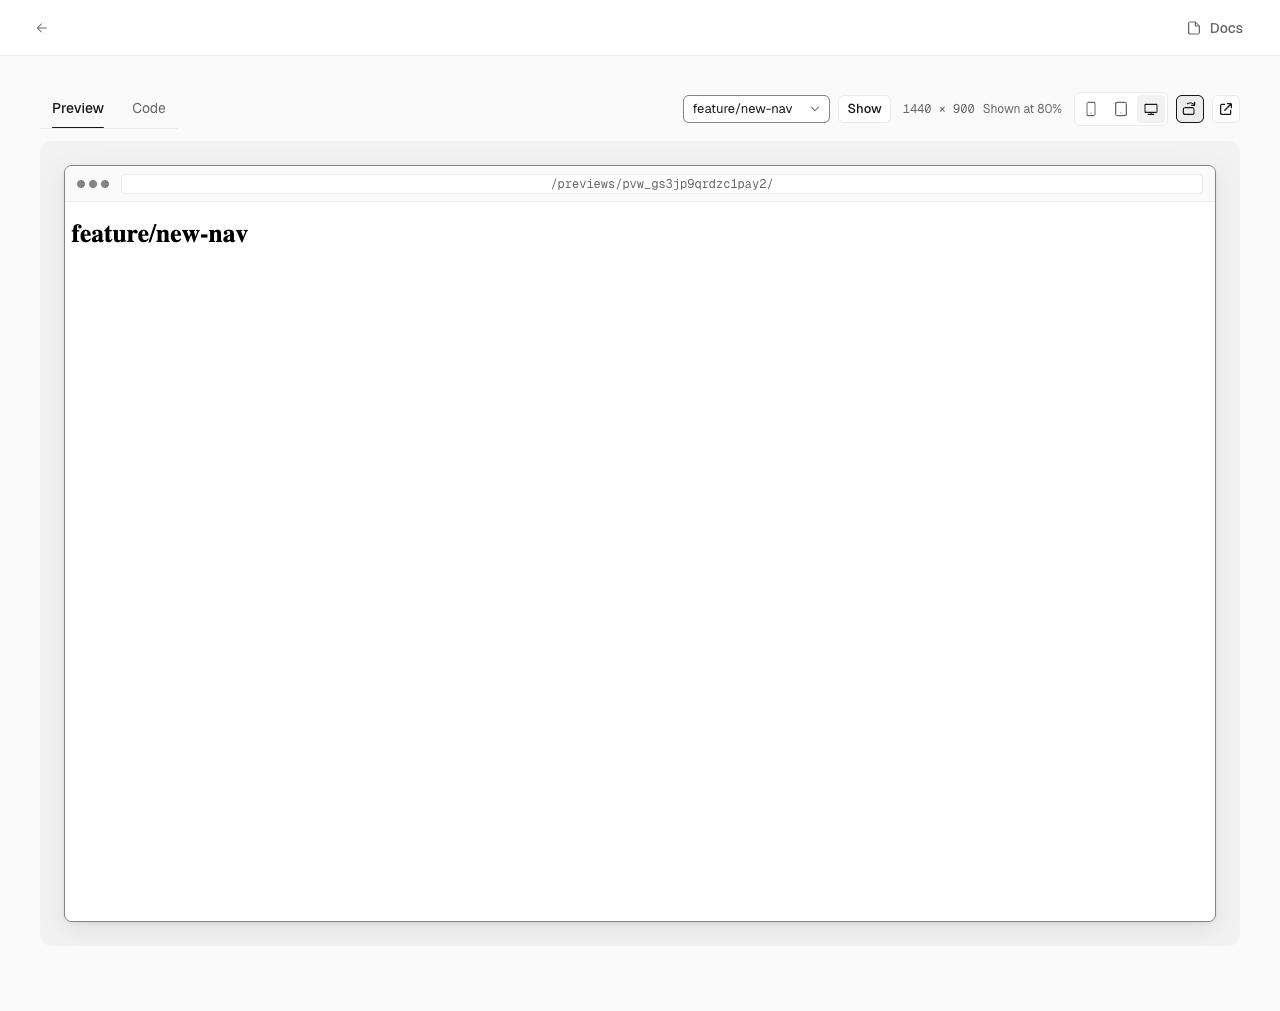 Docs
Preview
Code
feature/new-nav
Show
1440 × 900
Shown at 80%
/previews/pvw_gs3jp9qrdzc1pay2/
feature/new-nav